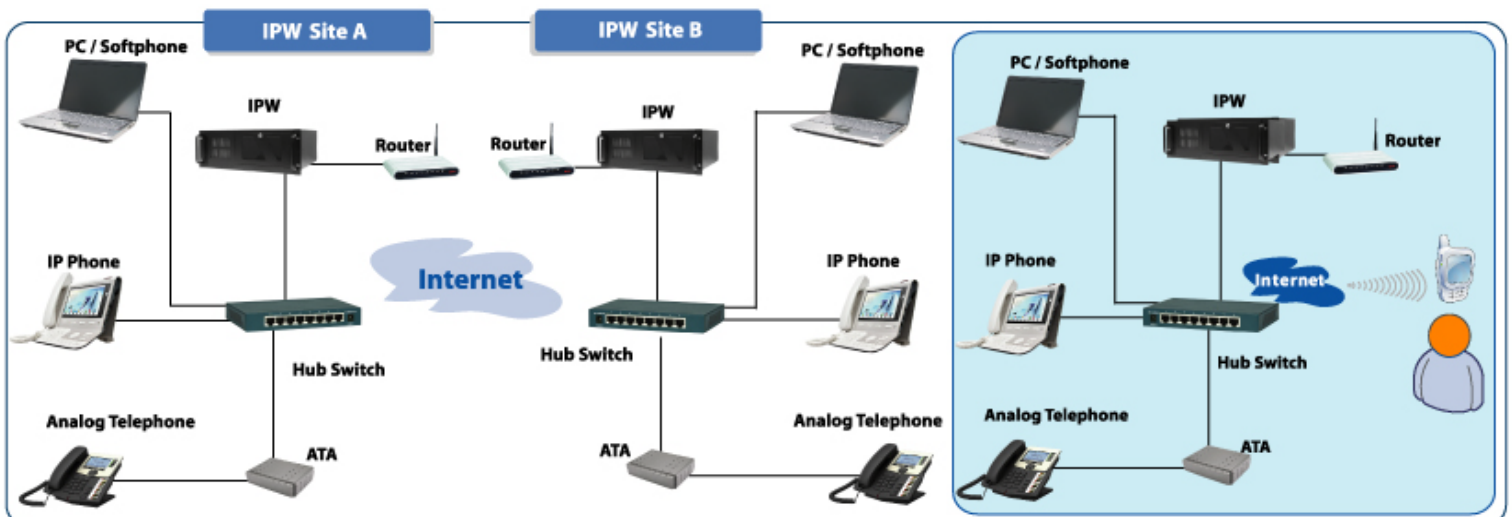 IPW Site A
IPW Site B
PC / Softphone
IPW
Router
IP Phone
Internet
Hub Switch
Analog Telephone
ATA
PC / Softphone
IPW
Router
IP Phone
Hub Switch
Analog Telephone
ATA
PC / Softphone
IPW
Router
IP Phone
Internet
Hub Switch
Analog Telephone
ATA